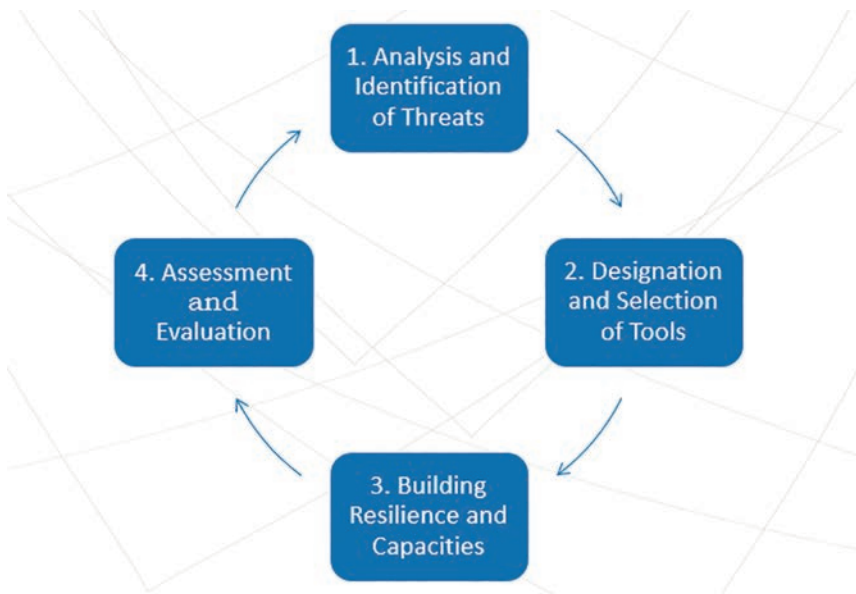 1. Analysis and
Identification
of Threats
2. Designation
and Selection
of Tools
3. Building
Resilience and
Capacities
4. Assessment
and
Evaluation